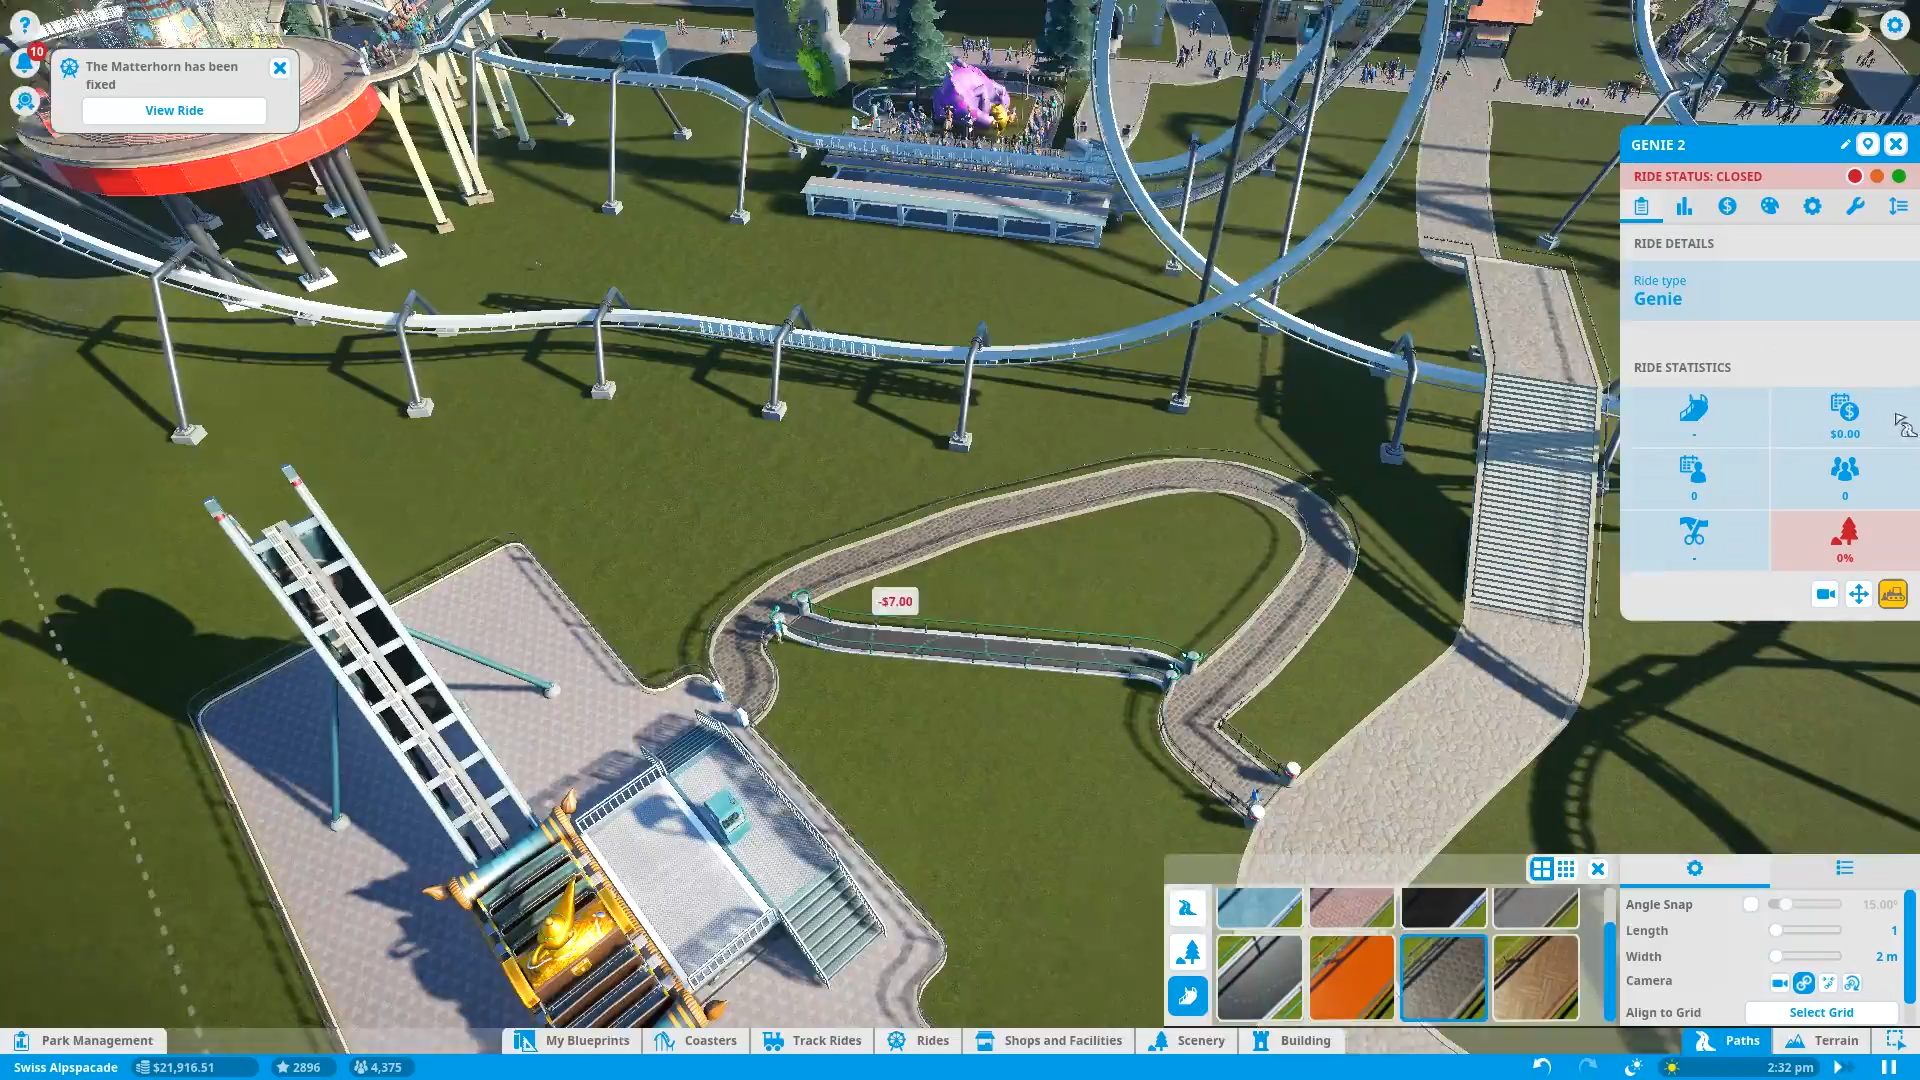 10
The Matterhorn has been
fixed
View Ride
GENIE 2
RIDE STATUS: CLOSED
RIDE DETAILS
Ride type
Genie
RIDE STATISTICS
-
$0.00
0
0
-
0%
-$7.00
Angle Snap
15.00°
Length
1
Width
2 m
Camera
Align to Grid
Select Grid
Park Management
My Blueprints
Coasters
Track Rides
Rides
Shops and Facilities
Scenery
Building
Paths
Terrain
Swiss Alpspacade
$21,916.51
2896
4,375
2:32 pm